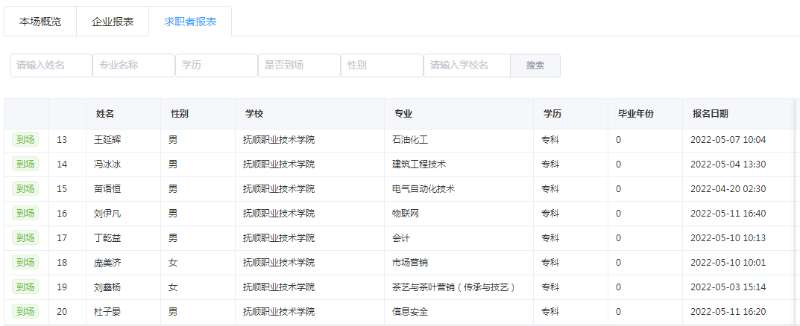 本场概览 企业报表 求职者报表
请输入姓名 专业名称 学历 是否到场 性别 请输入学校名 搜索
姓名 性别 学校 专业 学历 毕业年份 报名日期
到场 13 王延辉 男 抚顺职业技术学院 石油化工 专科 0 2022-05-07 10:04
到场 14 冯冰冰 男 抚顺职业技术学院 建筑工程技术 专科 0 2022-05-04 13:30
到场 15 苗语恒 男 抚顺职业技术学院 电气自动化技术 专科 0 2022-04-20 02:30
到场 16 刘伊凡 男 抚顺职业技术学院 物联网 专科 0 2022-05-11 16:40
到场 17 丁乾益 男 抚顺职业技术学院 会计 专科 0 2022-05-10 10:13
到场 18 庞美济 女 抚顺职业技术学院 市场营销 专科 0 2022-05-10 10:01
到场 19 刘鑫杨 女 抚顺职业技术学院 茶艺与茶叶营销（传承与技艺） 专科 0 2022-05-03 15:14
到场 20 杜子晏 男 抚顺职业技术学院 信息安全 专科 0 2022-05-11 16:20